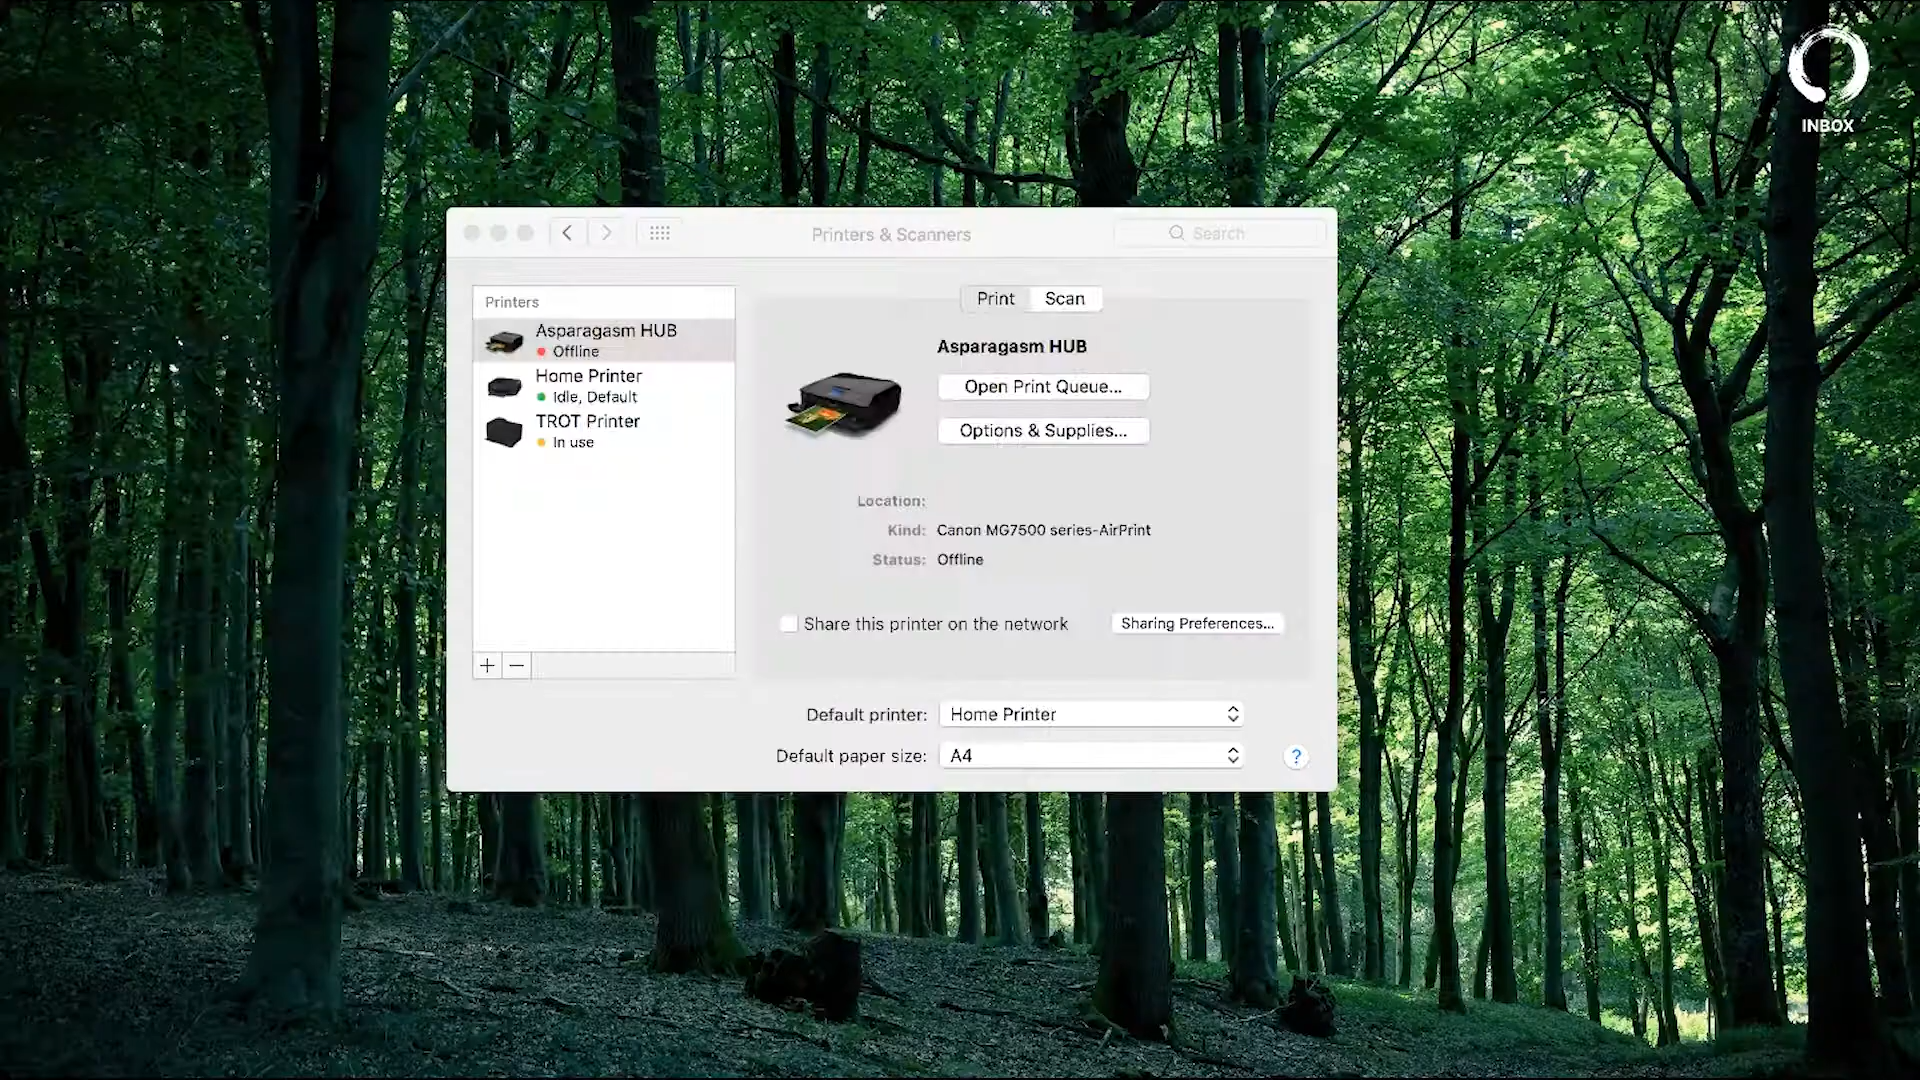 INBOX
Printers & Scanners
Search
Printers
Asparagasm HUB
Offline
Home Printer
Idle, Default
TROT Printer
In use
Print Scan
Asparagasm HUB
Open Print Queue...
Options & Supplies...
Location:
Kind: Canon MG7500 series-AirPrint
Status: Offline
Share this printer on the network Sharing Preferences...
Default printer: Home Printer
Default paper size: A4
?